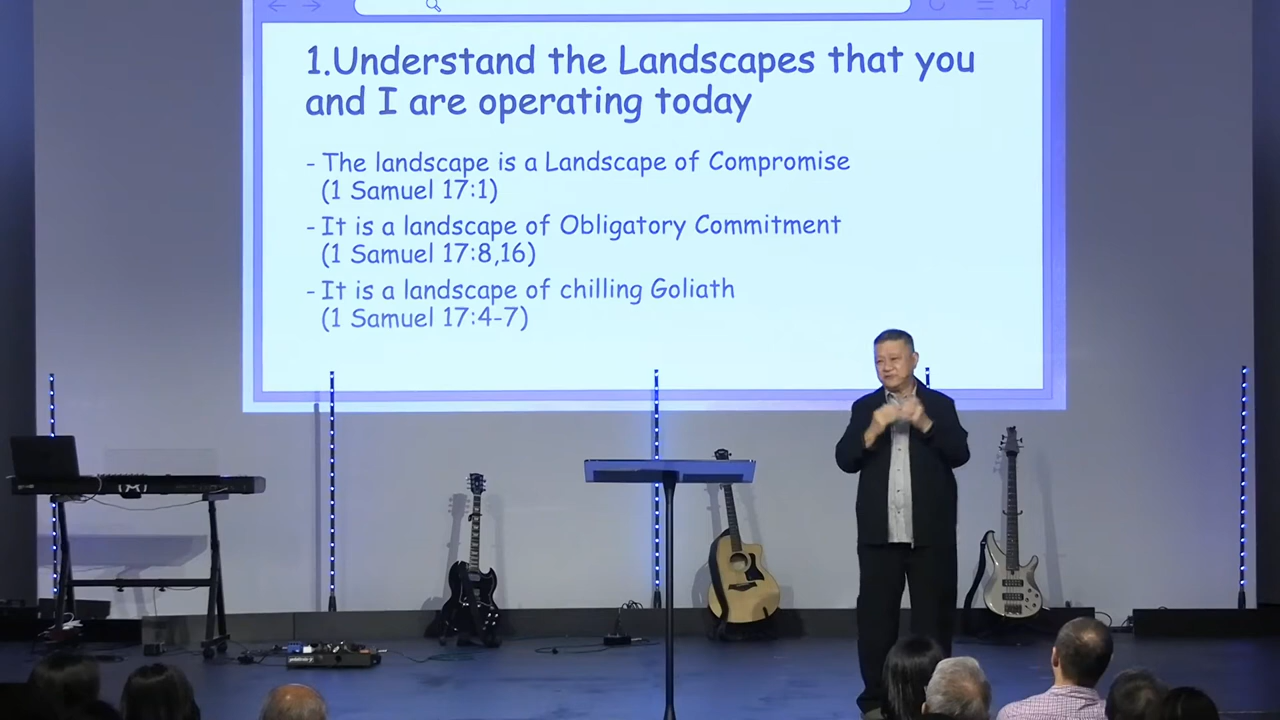 1.Understand the Landscapes that you
and I are operating today
- The landscape is a Landscape of Compromise
(1 Samuel 17:1)
- It is a landscape of Obligatory Commitment
(1 Samuel 17:8,16)
- It is a landscape of chilling Goliath
(1 Samuel 17:4-7)